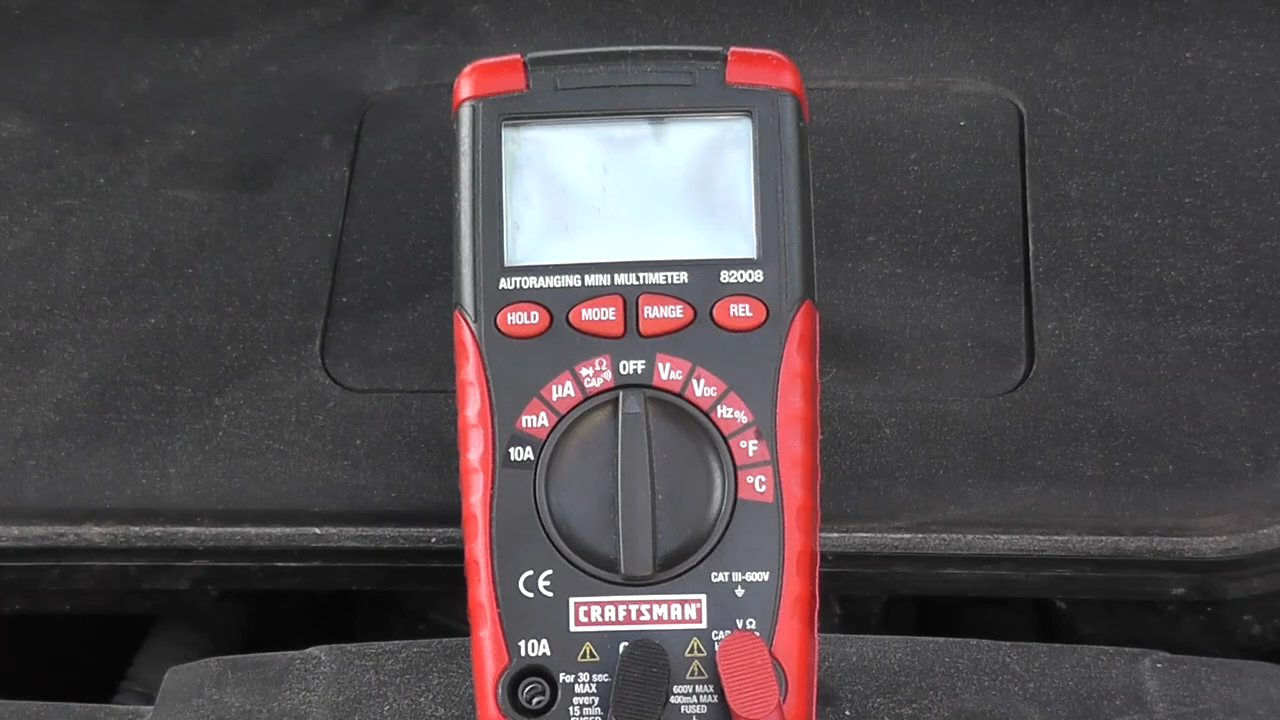 AUTORANGING MINI MULTIMETER 82008
HOLD MODE RANGE REL
OFF
VAC
VDC
Hz%
°F
°C
Ω
CAP
µA
mA
10A
CE
CAT III-600V
CRAFTSMAN®
10A
For 30 sec.
MAX
every
15 min.
FUSED
V Ω
600V MAX
400mA MAX
FUSED